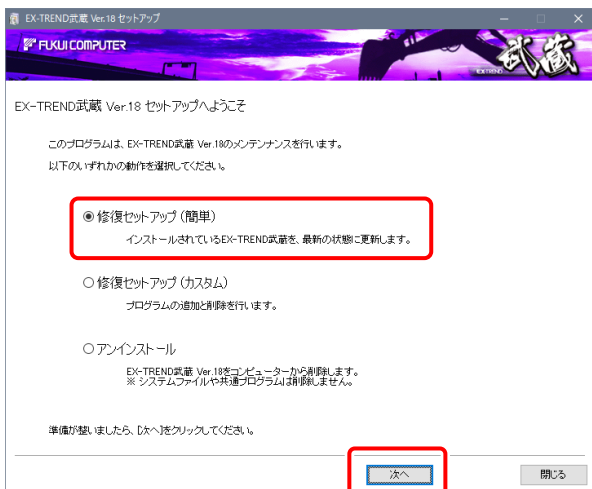 EX-TREND武蔵 Ver.18 セットアップ
FUKUI COMPUTER
EX-TREND 武蔵
EX-TREND武蔵 Ver.18 セットアップへようこそ
このプログラムは、EX-TREND武蔵 Ver.18のメンテナンスを行います。
以下のいずれかの動作を選択してください。
修復セットアップ(簡単)
インストールされているEX-TREND武蔵を、最新の状態に更新します。
修復セットアップ(カスタム)
プログラムの追加と削除を行います。
アンインストール
EX-TREND武蔵 Ver.18をコンピューターから削除します。
※ システムファイルや共通プログラムは削除しません。
準備が整いましたら、[次へ]をクリックしてください。
次へ
閉じる